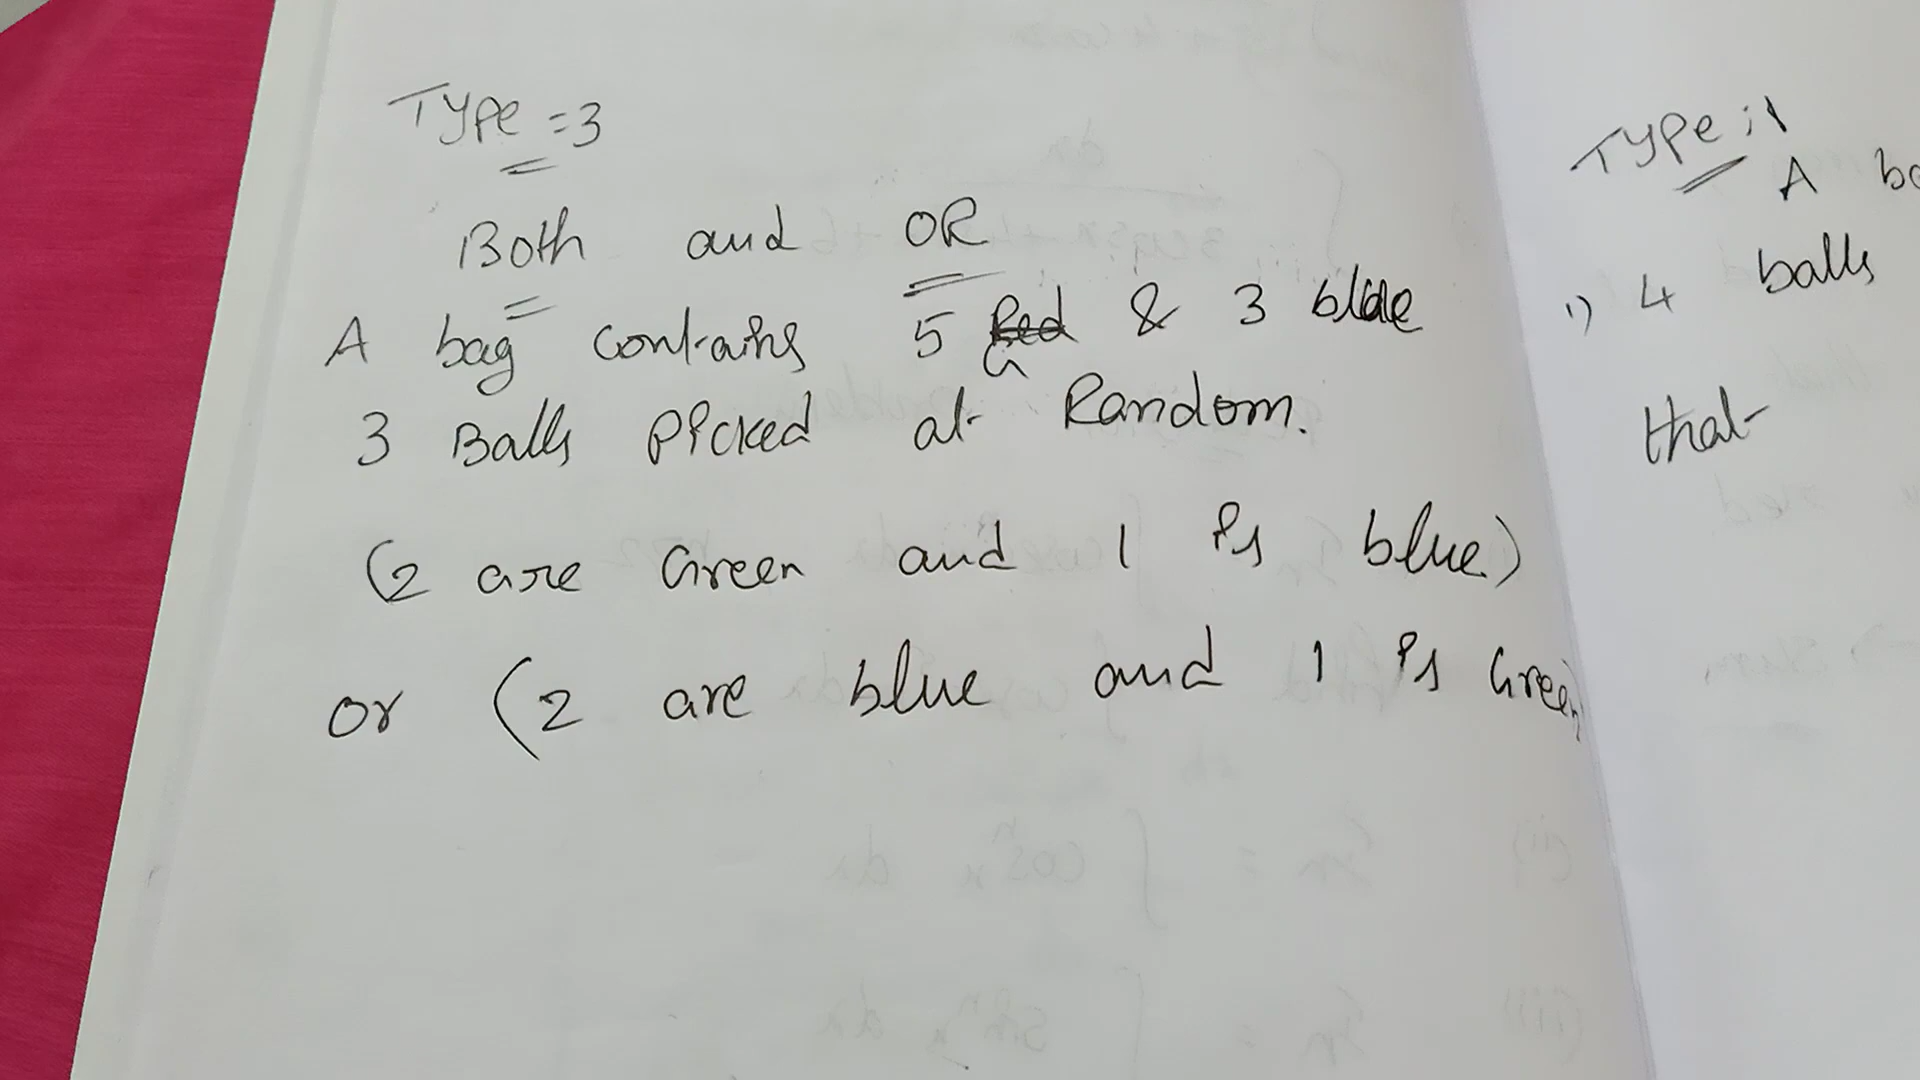 Type = 3
Both and OR
A bag contains 5 Red G & 3 blue
3 Balls Picked at Random.
(2 are Green and 1 is blue)
or (2 are blue and 1 is Green)
Type :1
A
1) 4 balls
that